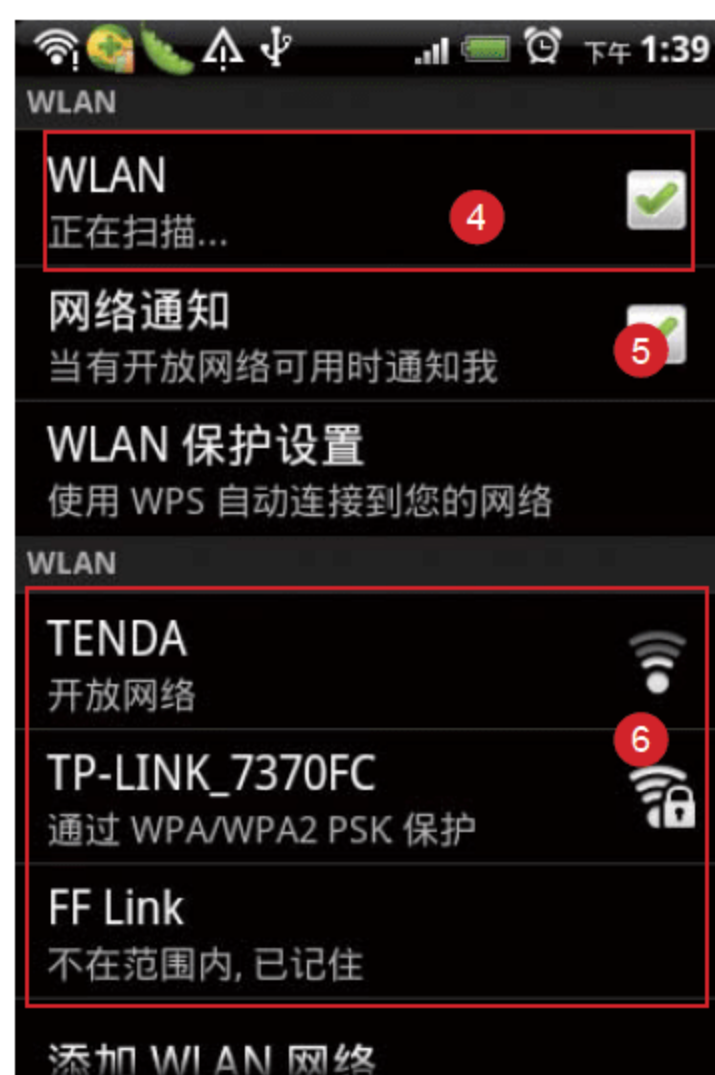 下午 1:39
WLAN
WLAN
正在扫描...
4
网络通知
当有开放网络可用时通知我
5
WLAN 保护设置
使用 WPS 自动连接到您的网络
WLAN
TENDA
开放网络
6
TP-LINK_7370FC
通过 WPA/WPA2 PSK 保护
FF Link
不在范围内, 已记住
添加 WLAN 网络